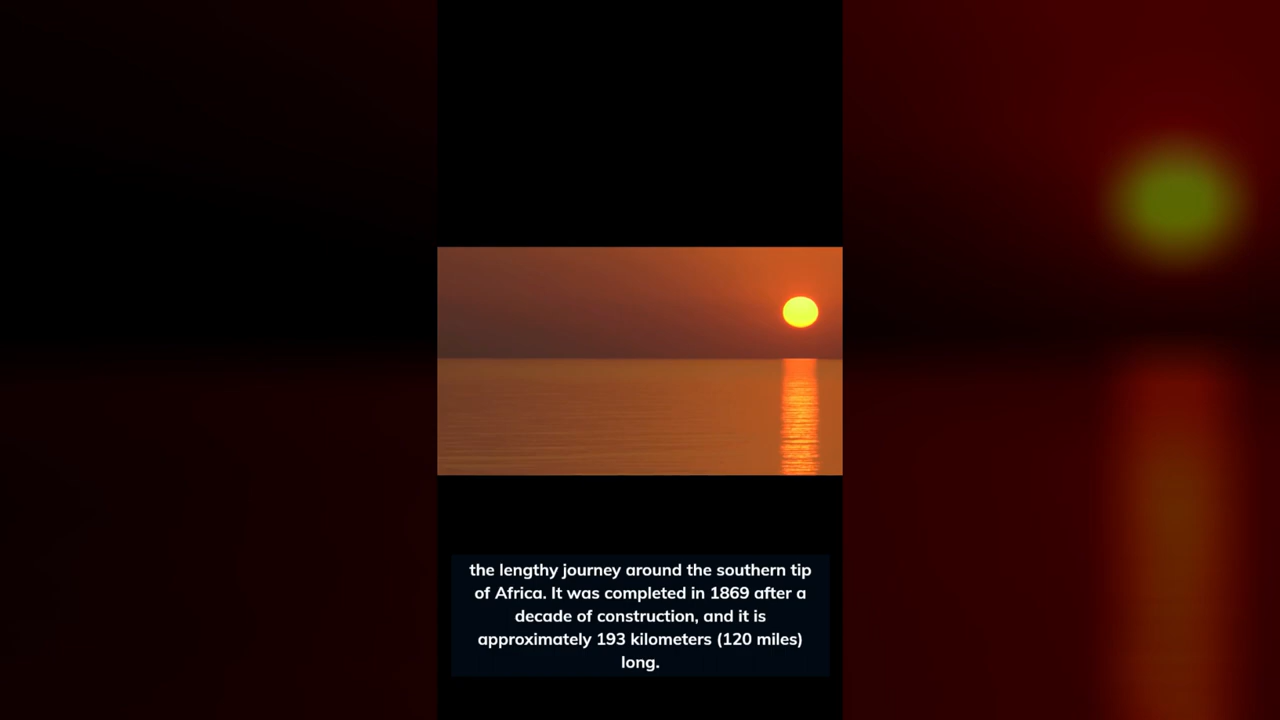 the lengthy journey around the southern tip
of Africa. It was completed in 1869 after a
decade of construction, and it is
approximately 193 kilometers (120 miles)
long.